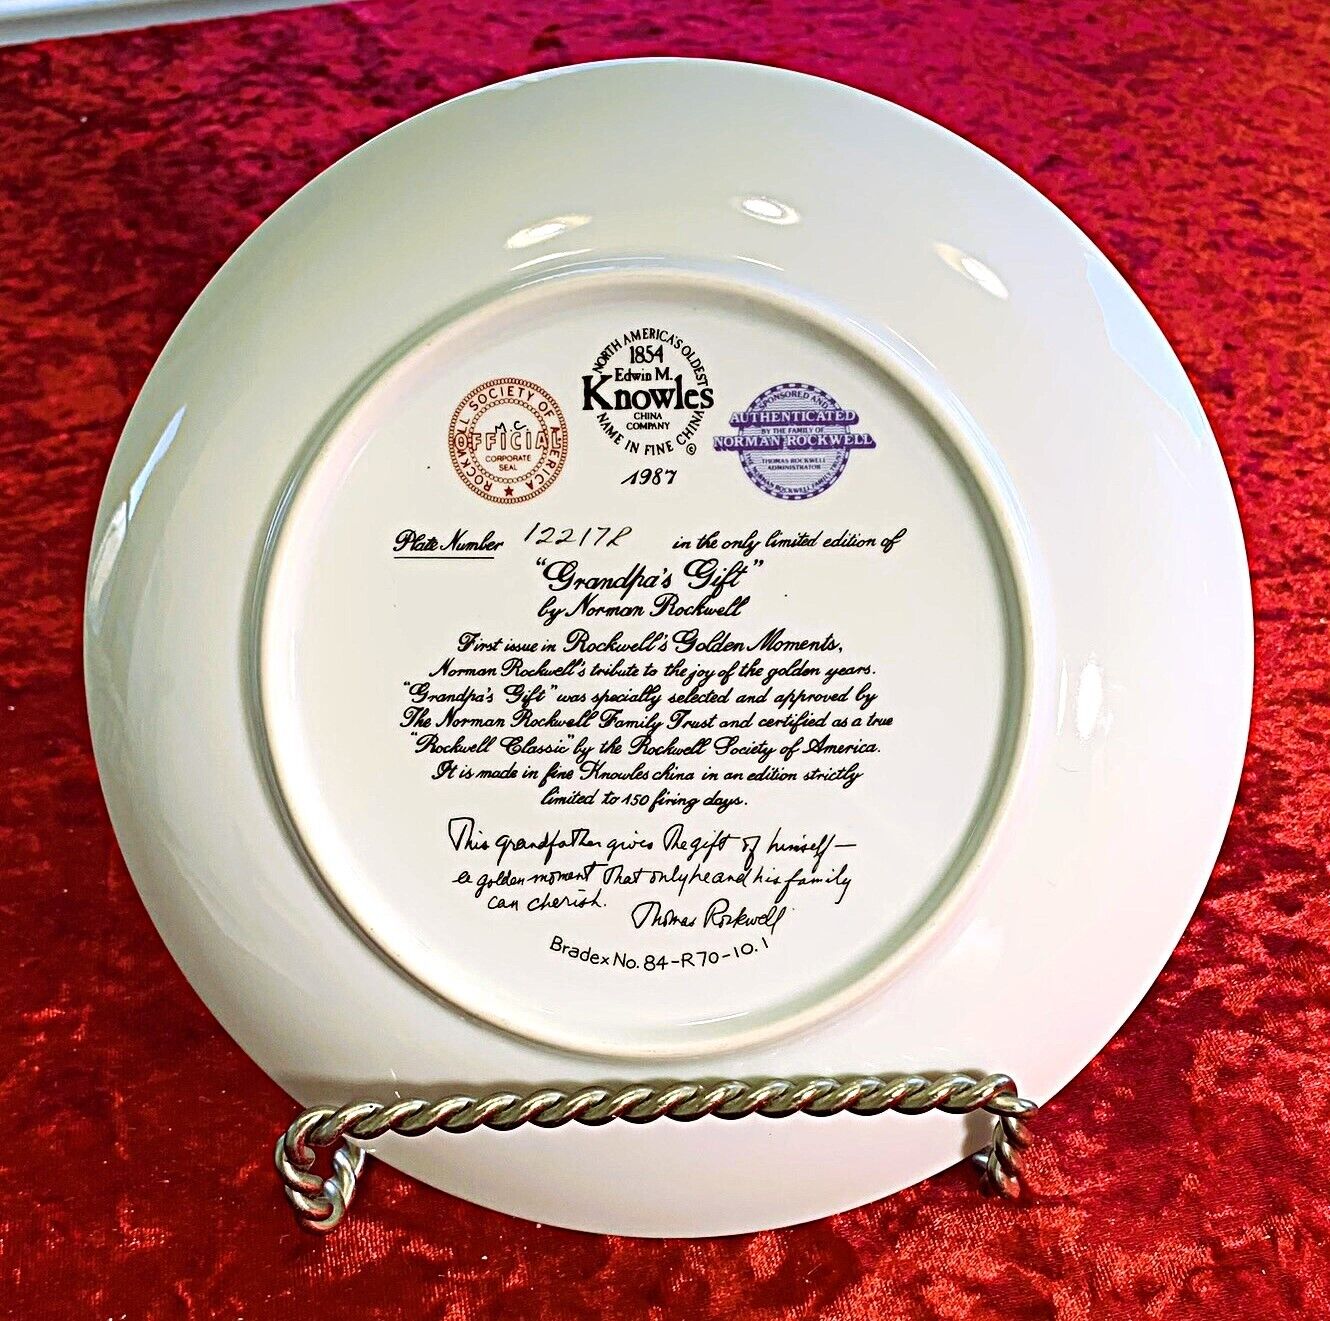 ROCKWELL SOCIETY OF AMERICA
M.C.
OFFICIAL
CORPORATE
SEAL
NORTH AMERICA'S OLDEST
1854
Edwin M.
Knowles
CHINA
COMPANY
NAME IN FINE CHINA ©
1987
SPONSORED AND
AUTHENTICATED
BY THE FAMILY OF
NORMAN ROCKWELL
THOMAS ROCKWELL
ADMINISTRATOR
THE NORMAN ROCKWELL FAMILY
Plate Number 12217R in the only limited edition of
"Grandpa's Gift"
by Norman Rockwell
First issue in Rockwell's Golden Moments,
Norman Rockwell's tribute to the joy of the golden years.
"Grandpa's Gift" was specially selected and approved by
The Norman Rockwell Family Trust and certified as a true
"Rockwell Classic" by the Rockwell Society of America.
It is made in fine Knowles china in an edition strictly
limited to 150 firing days.
This grandfather gives the gift of himself—
a golden moment that only he and his family
can cherish. Thomas Rockwell
Bradex No. 84-R70-10.1